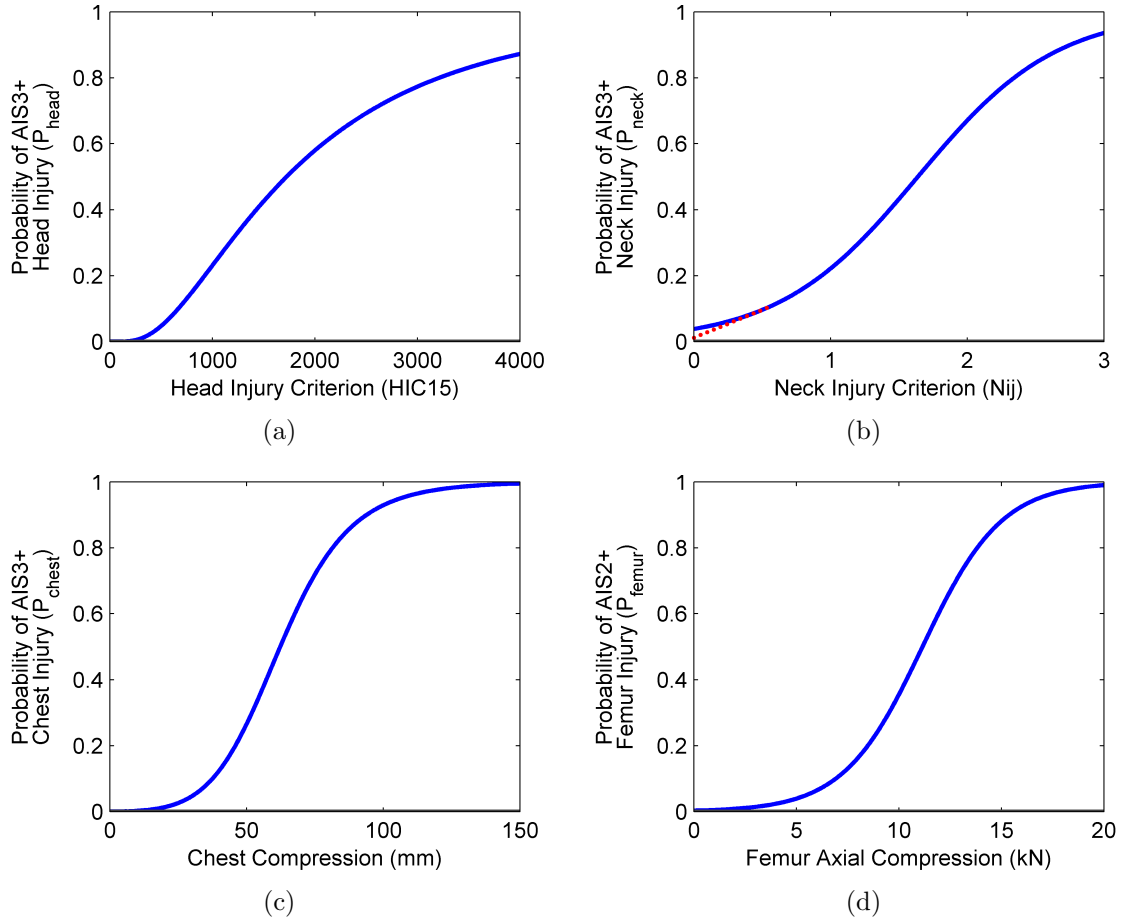 Probability of AIS3+
Head Injury (P_head)
1
0.8
0.6
0.4
0.2
0
0 1000 2000 3000 4000
Head Injury Criterion (HIC15)
(a)
Probability of AIS3+
Neck Injury (P_neck)
1
0.8
0.6
0.4
0.2
0
0 1 2 3
Neck Injury Criterion (Nij)
(b)
Probability of AIS3+
Chest Injury (P_chest)
1
0.8
0.6
0.4
0.2
0
0 50 100 150
Chest Compression (mm)
(c)
Probability of AIS2+
Femur Injury (P_femur)
1
0.8
0.6
0.4
0.2
0
0 5 10 15 20
Femur Axial Compression (kN)
(d)